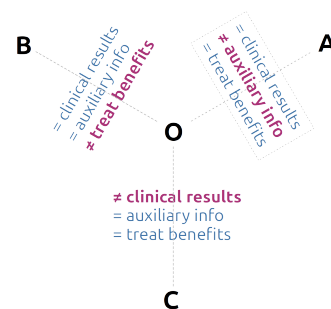 B
= clinical results
= auxiliary info
≠ treat benefits
A
= clinical results
≠ auxiliary info
= treat benefits
O
≠ clinical results
= auxiliary info
= treat benefits
C